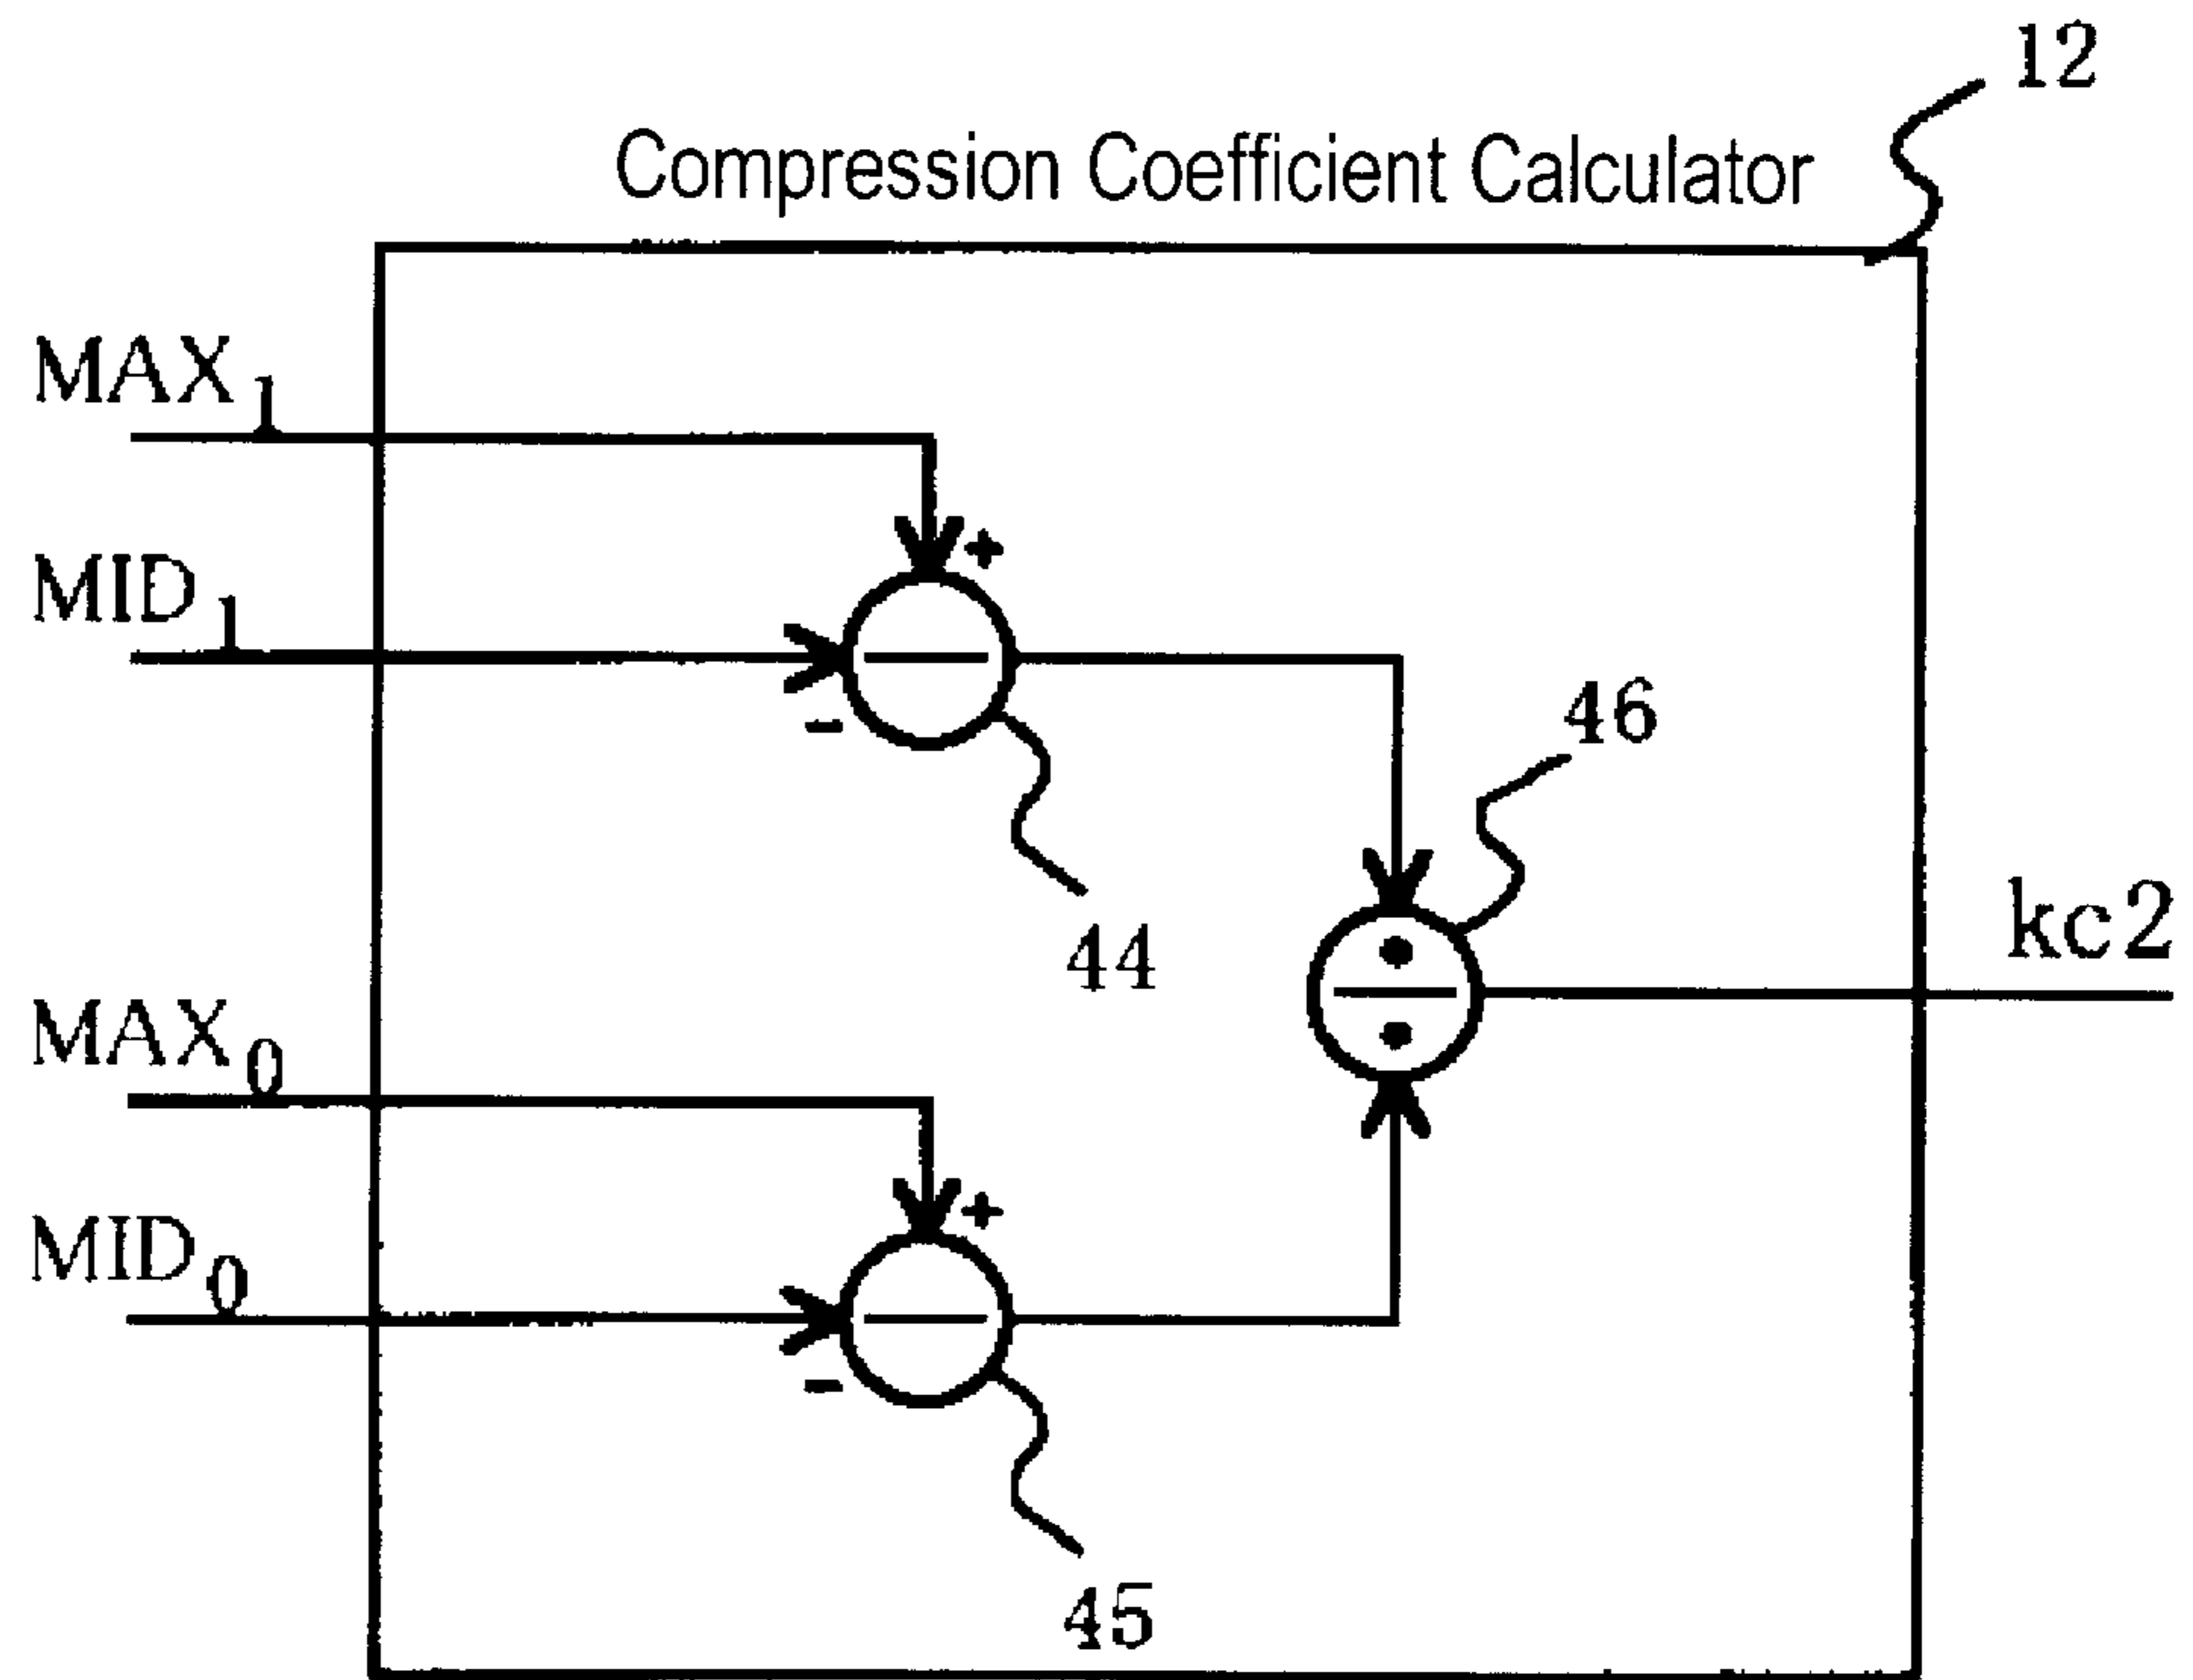 12
Compression Coefficient Calculator
MAX1
+
MID1
-
46
44
kc2
MAX0
+
MID0
-
45